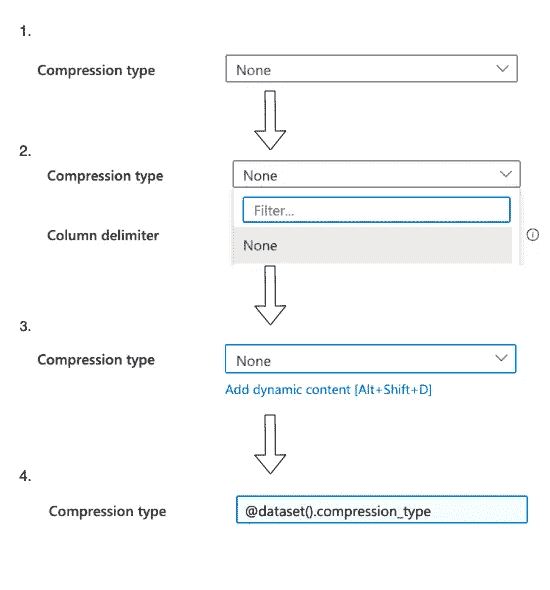 1.
Compression type None
2.
Compression type None
Filter...
Column delimiter
None
3.
Compression type None
Add dynamic content [Alt+Shift+D]
4.
Compression type @dataset().compression_type